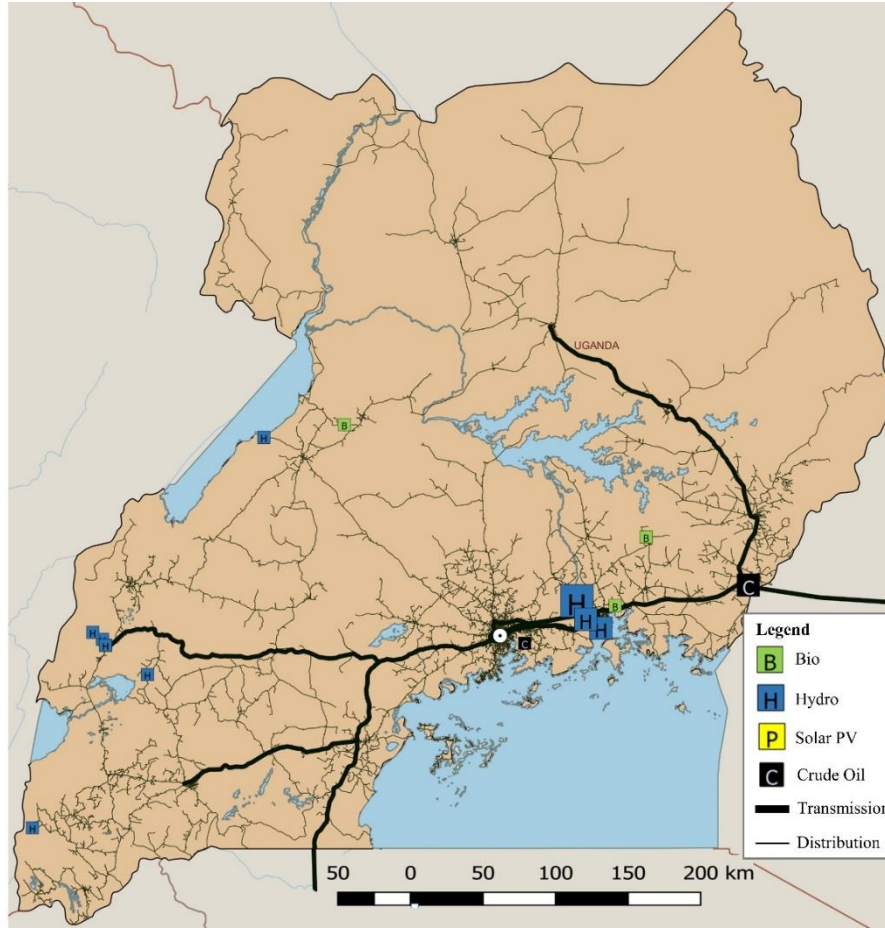 UGANDA
B
H
B
H
B
H
H
C
H
H
H
C
H
H
Legend
B Bio
H Hydro
P Solar PV
C Crude Oil
Transmission
Distribution
50 0 50 100 150 200 km